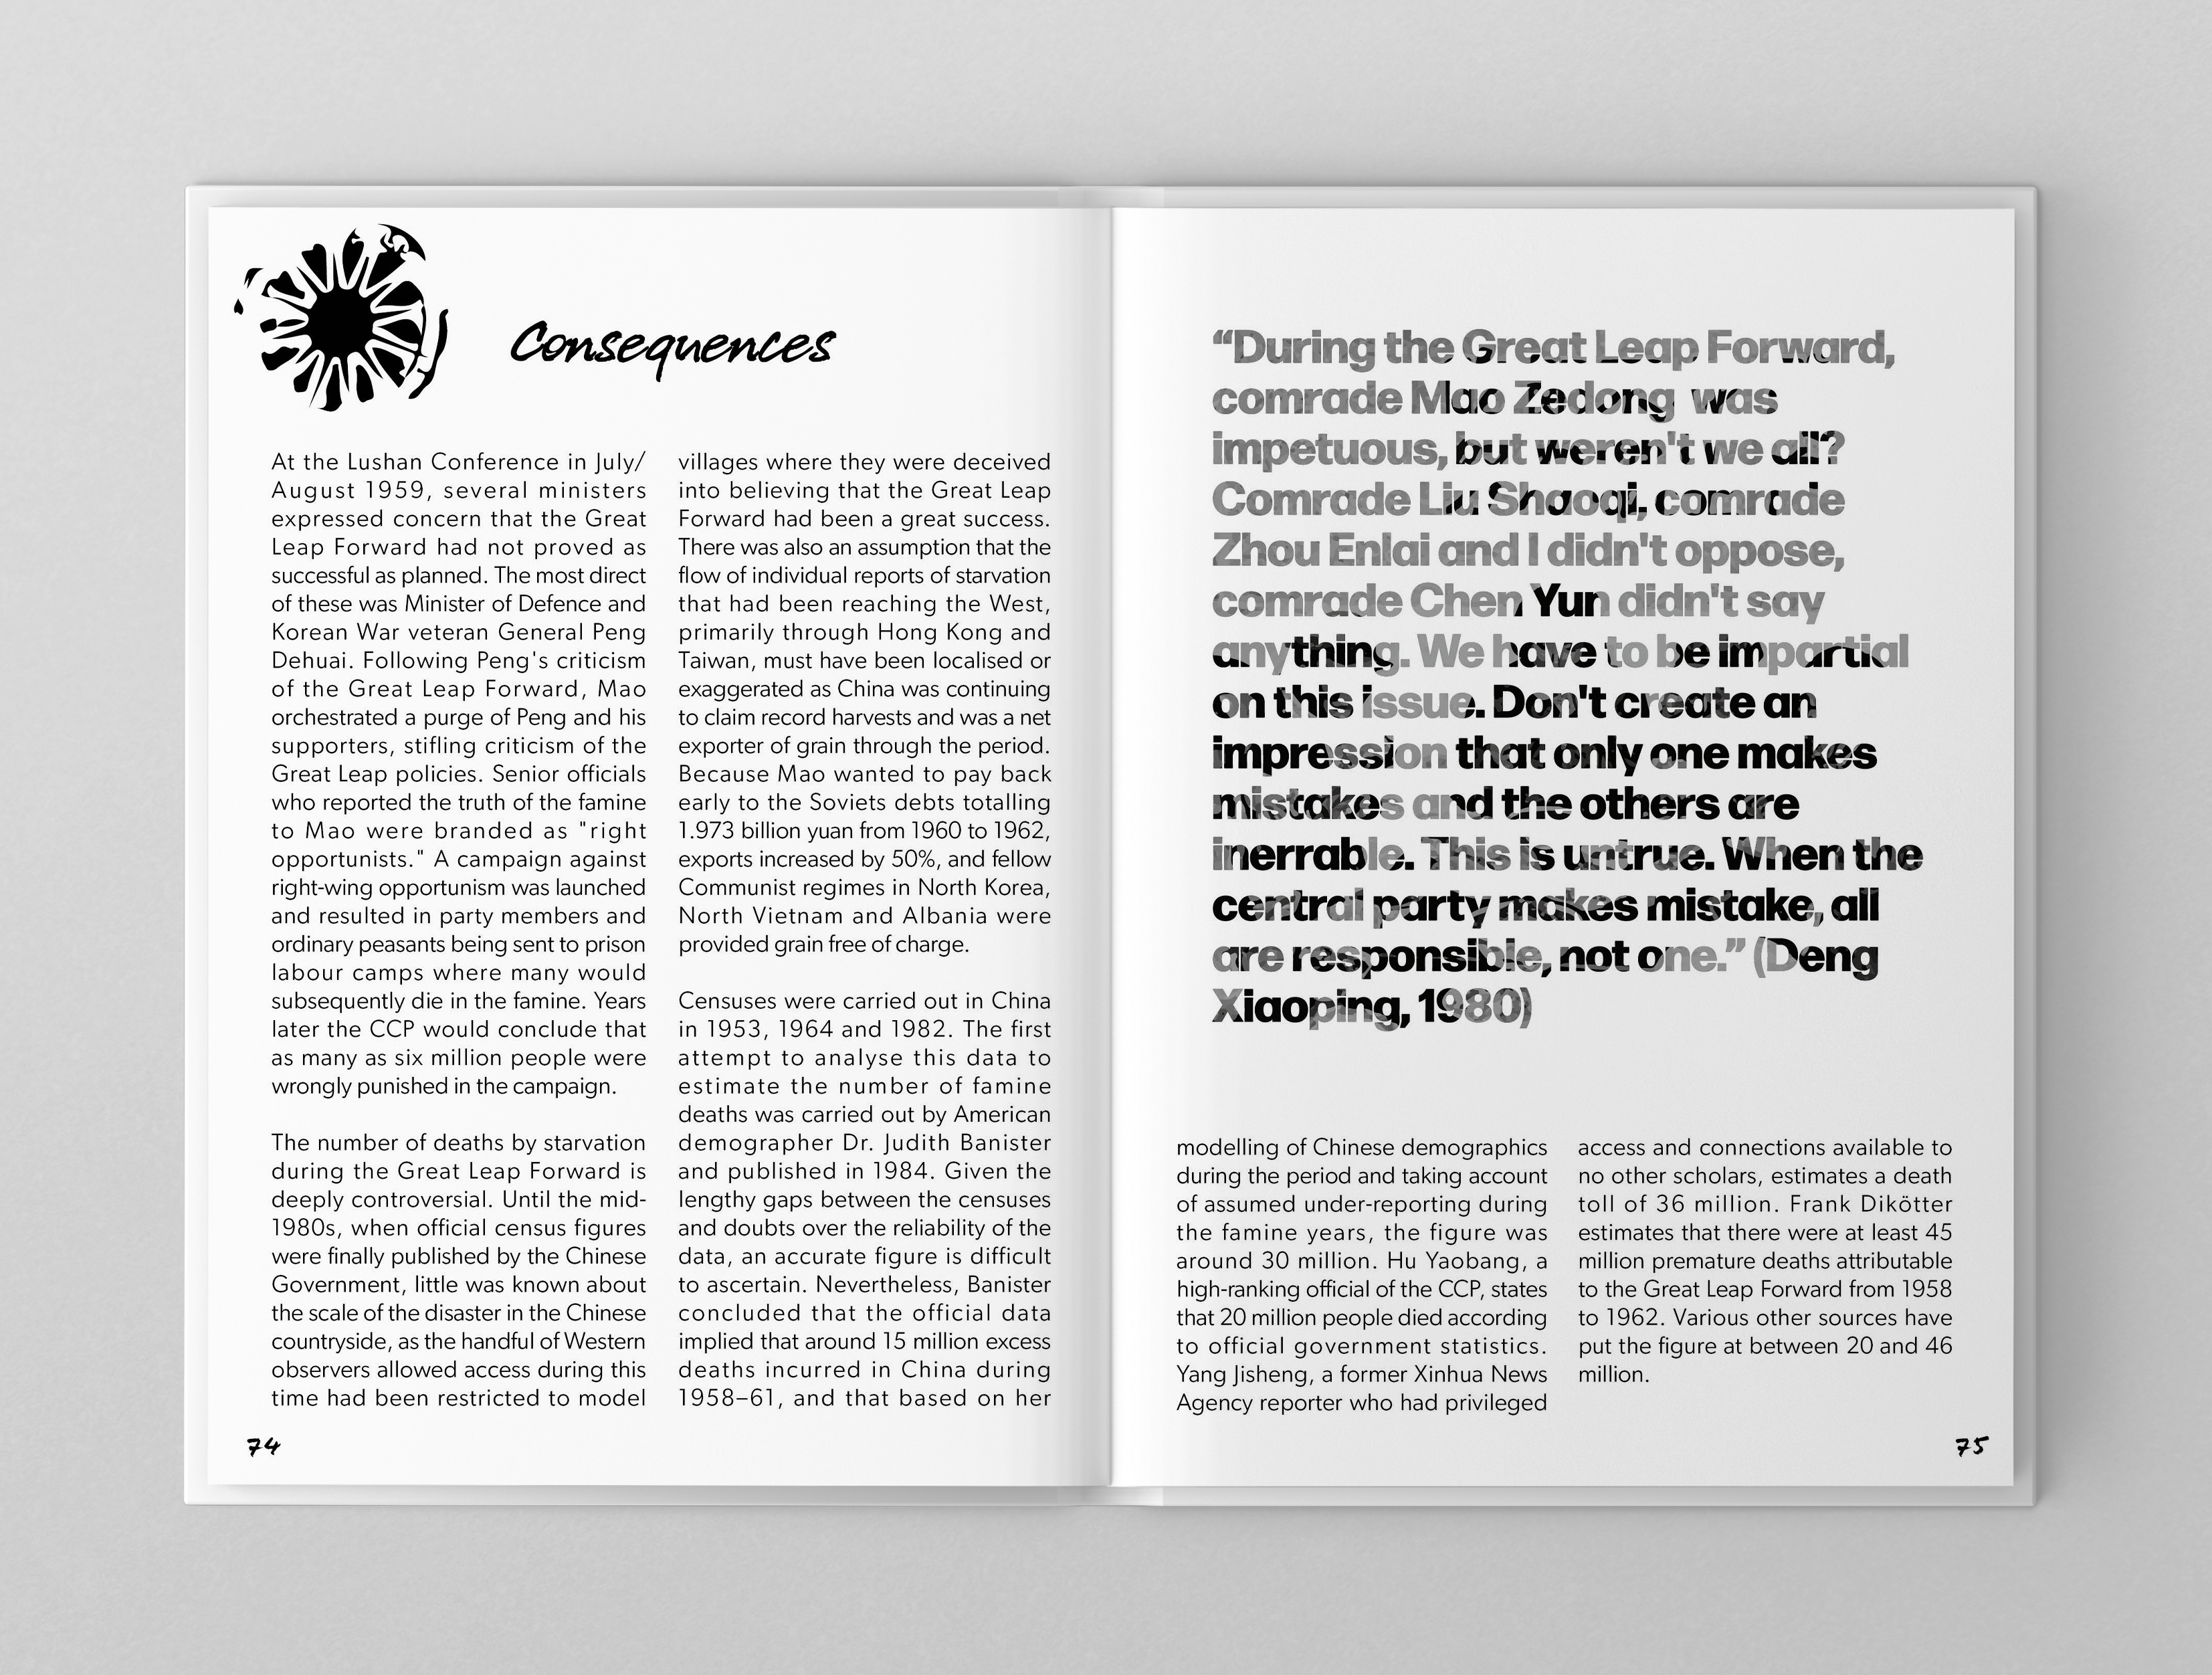 Consequences
At the Lushan Conference in July/
August 1959, several ministers
expressed concern that the Great
Leap Forward had not proved as
successful as planned. The most direct
of these was Minister of Defence and
Korean War veteran General Peng
Dehuai. Following Peng's criticism
of the Great Leap Forward, Mao
orchestrated a purge of Peng and his
supporters, stifling criticism of the
Great Leap policies. Senior officials
who reported the truth of the famine
to Mao were branded as "right
opportunists." A campaign against
right-wing opportunism was launched
and resulted in party members and
ordinary peasants being sent to prison
labour camps where many would
subsequently die in the famine. Years
later the CCP would conclude that
as many as six million people were
wrongly punished in the campaign.
The number of deaths by starvation
during the Great Leap Forward is
deeply controversial. Until the mid-
1980s, when official census figures
were finally published by the Chinese
Government, little was known about
the scale of the disaster in the Chinese
countryside, as the handful of Western
observers allowed access during this
time had been restricted to model
villages where they were deceived
into believing that the Great Leap
Forward had been a great success.
There was also an assumption that the
flow of individual reports of starvation
that had been reaching the West,
primarily through Hong Kong and
Taiwan, must have been localised or
exaggerated as China was continuing
to claim record harvests and was a net
exporter of grain through the period.
Because Mao wanted to pay back
early to the Soviets debts totalling
1.973 billion yuan from 1960 to 1962,
exports increased by 50%, and fellow
Communist regimes in North Korea,
North Vietnam and Albania were
provided grain free of charge.
Censuses were carried out in China
in 1953, 1964 and 1982. The first
attempt to analyse this data to
estimate the number of famine
deaths was carried out by American
demographer Dr. Judith Banister
and published in 1984. Given the
lengthy gaps between the censuses
and doubts over the reliability of the
data, an accurate figure is difficult
to ascertain. Nevertheless, Banister
concluded that the official data
implied that around 15 million excess
deaths incurred in China during
1958–61, and that based on her
74
“During the Great Leap Forward,
comrade Mao Zedong was
impetuous, but weren't we all?
Comrade Liu Shaoqi, comrade
Zhou Enlai and I didn't oppose,
comrade Chen Yun didn't say
anything. We have to be impartial
on this issue. Don't create an
impression that only one makes
mistakes and the others are
inerrable. This is untrue. When the
central party makes mistake, all
are responsible, not one.” (Deng
Xiaoping, 1980)
modelling of Chinese demographics
during the period and taking account
of assumed under-reporting during
the famine years, the figure was
around 30 million. Hu Yaobang, a
high-ranking official of the CCP, states
that 20 million people died according
to official government statistics.
Yang Jisheng, a former Xinhua News
Agency reporter who had privileged
access and connections available to
no other scholars, estimates a death
toll of 36 million. Frank Dikötter
estimates that there were at least 45
million premature deaths attributable
to the Great Leap Forward from 1958
to 1962. Various other sources have
put the figure at between 20 and 46
million.
75